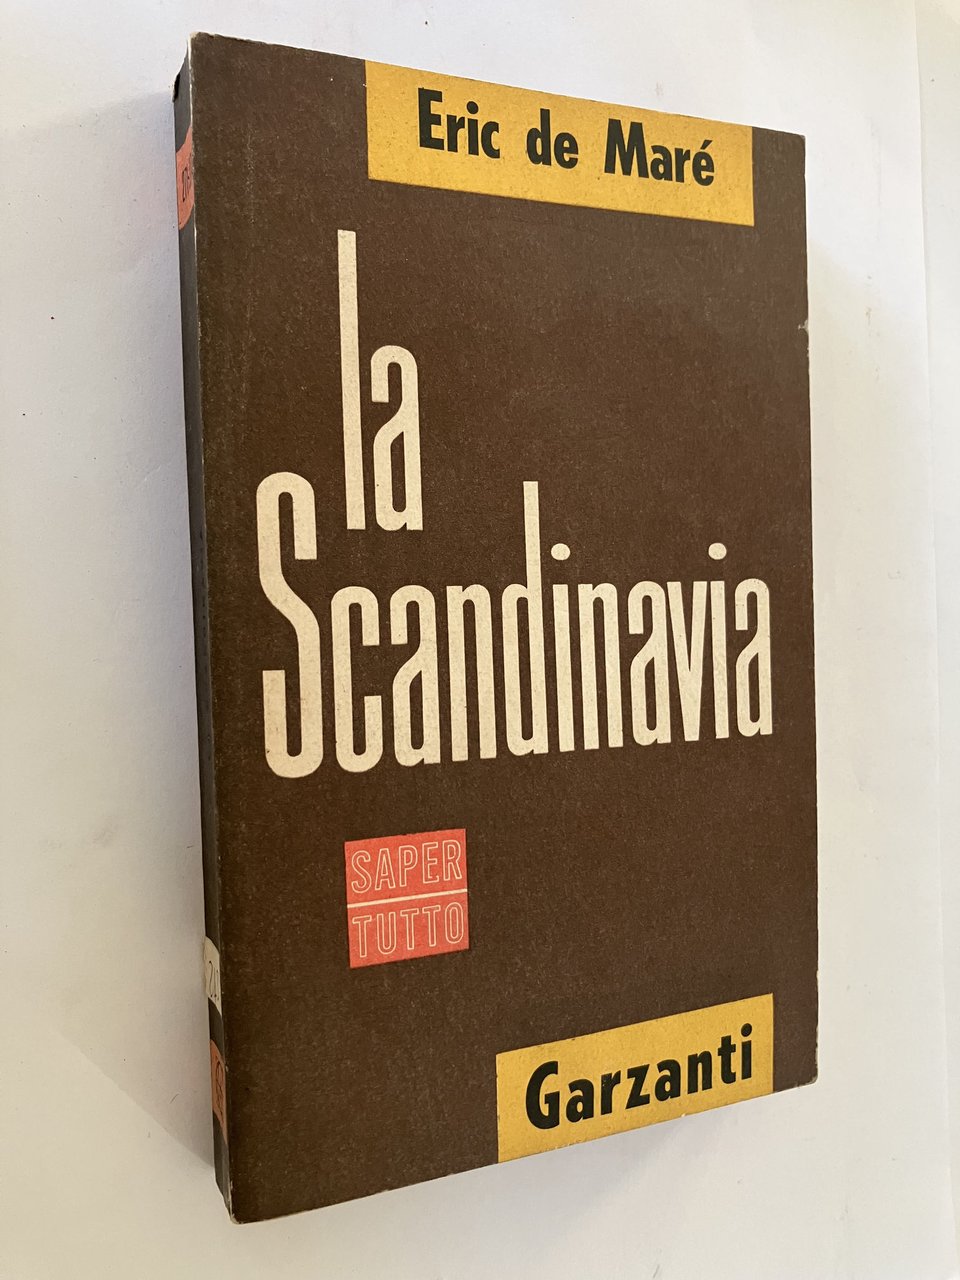 Eric de Maré
la
Scandinavia
SAPER
TUTTO
Garzanti